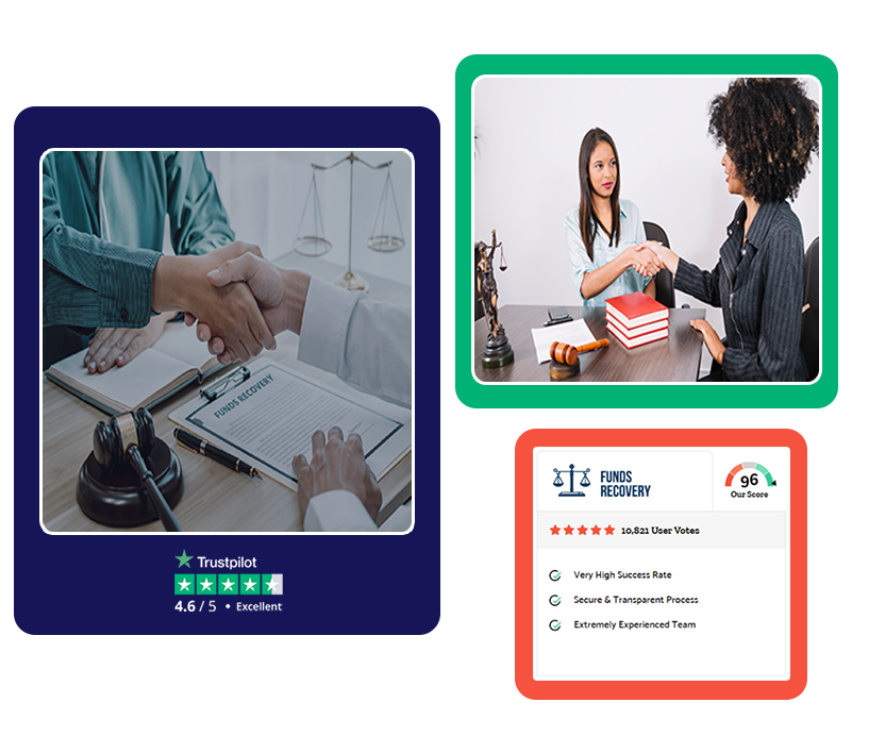 FUNDS RECOVERY
Trustpilot
4.6 / 5 • Excellent
FUNDS
RECOVERY
96
Our Score
10,821 User Votes
Very High Success Rate
Secure & Transparent Process
Extremely Experienced Team